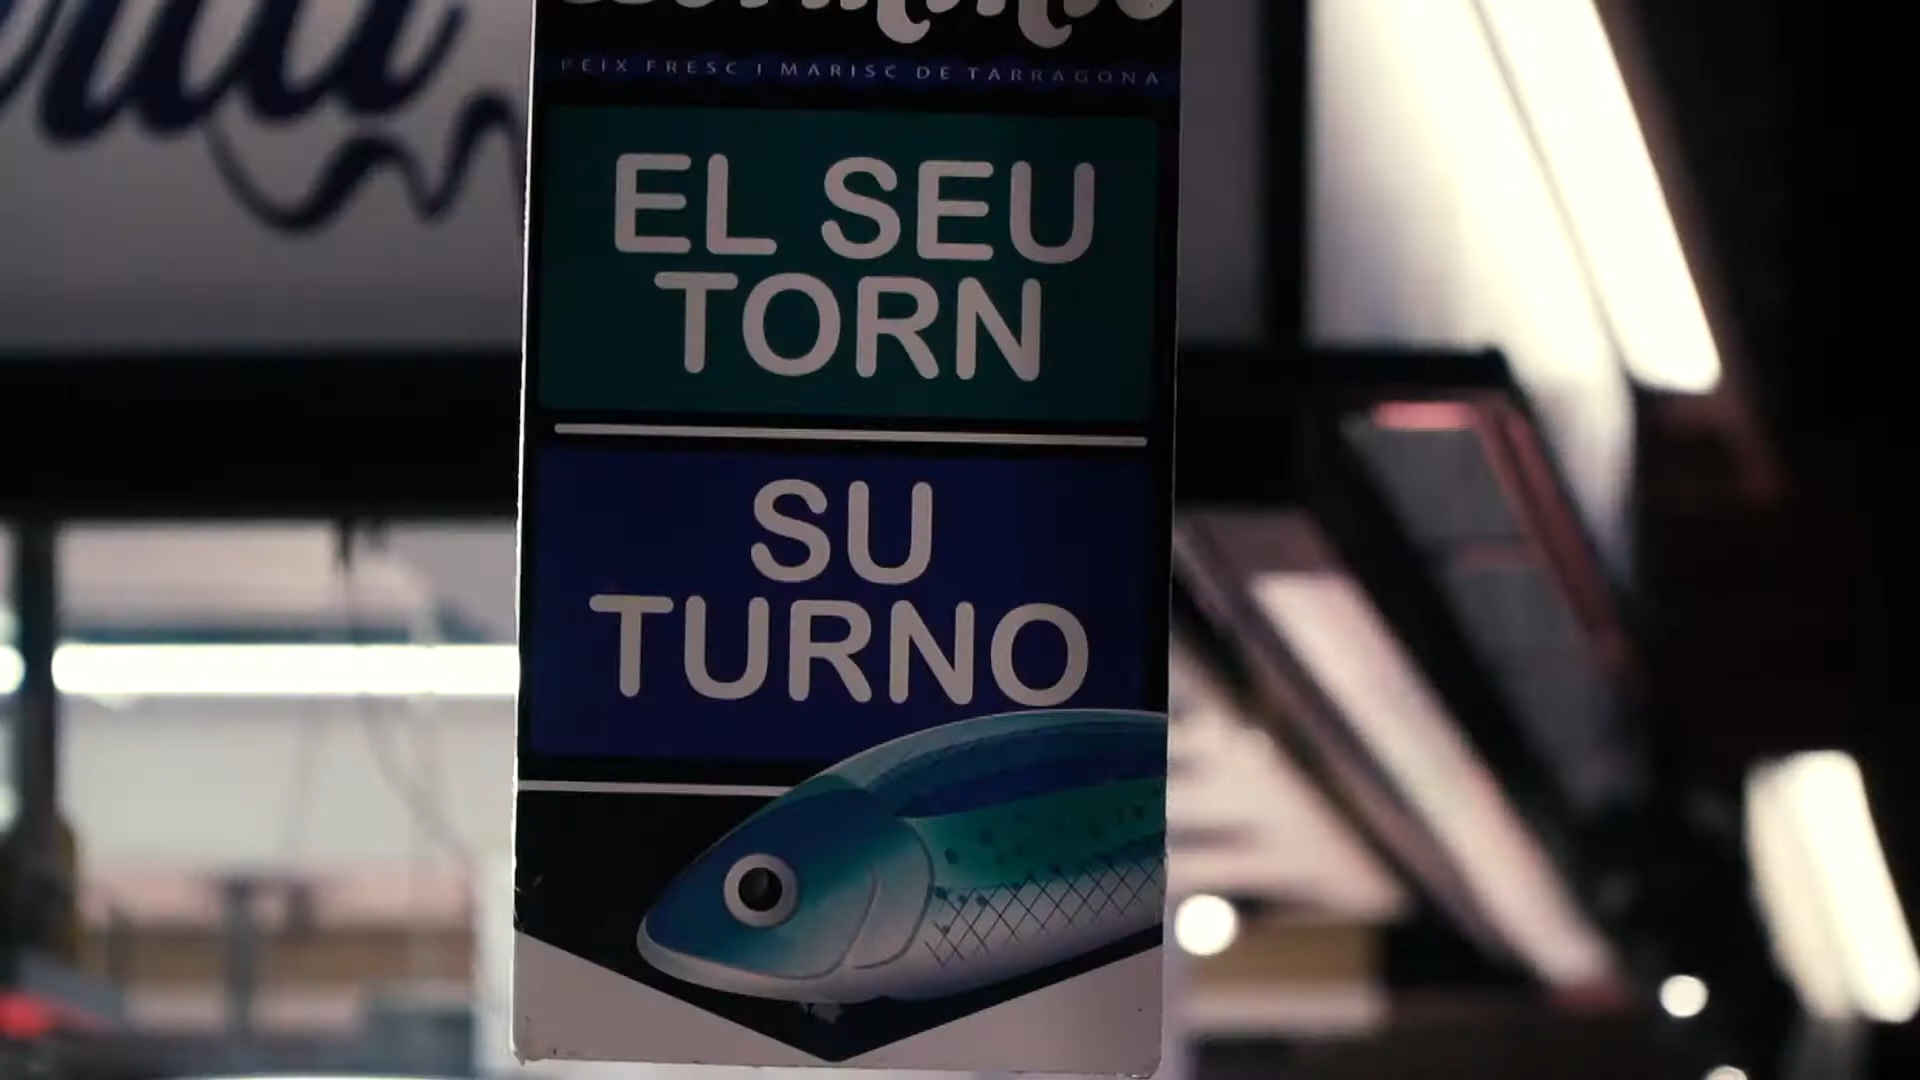 PEIX FRESC I MARISC DE TARRAGONA
EL SEU
TORN
SU
TURNO